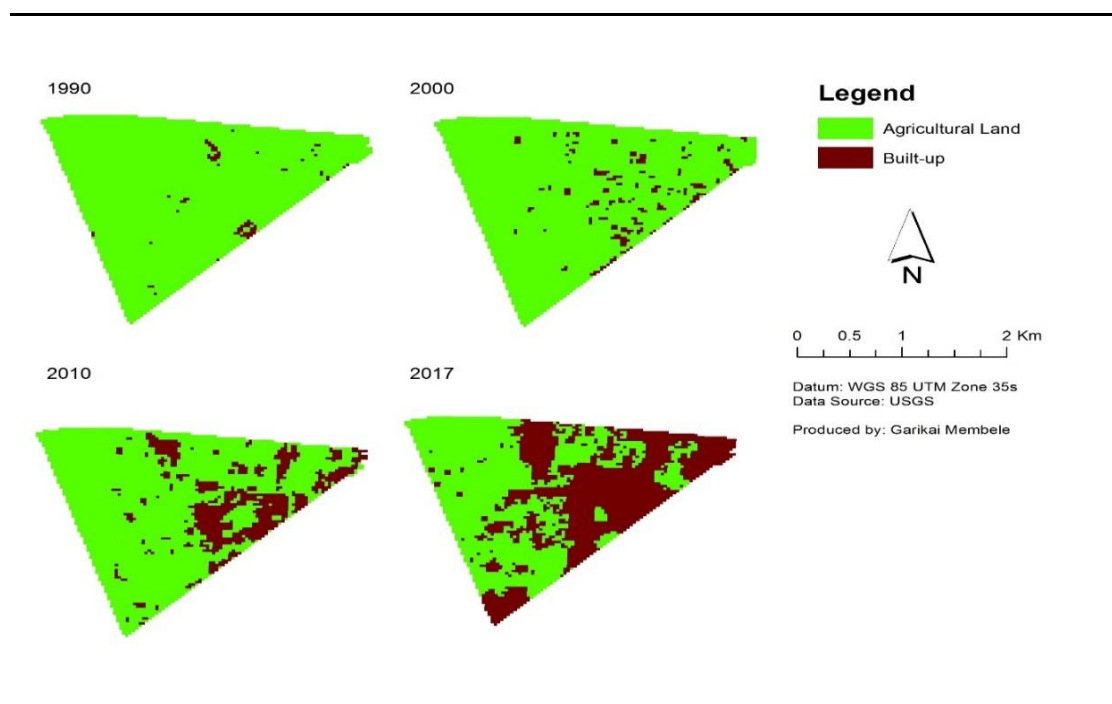 1990
2000
Legend
Agricultural Land
Built-up
N
0 0.5 1 2 Km
2010
2017
Datum: WGS 85 UTM Zone 35s
Data Source: USGS
Produced by: Garikai Membele